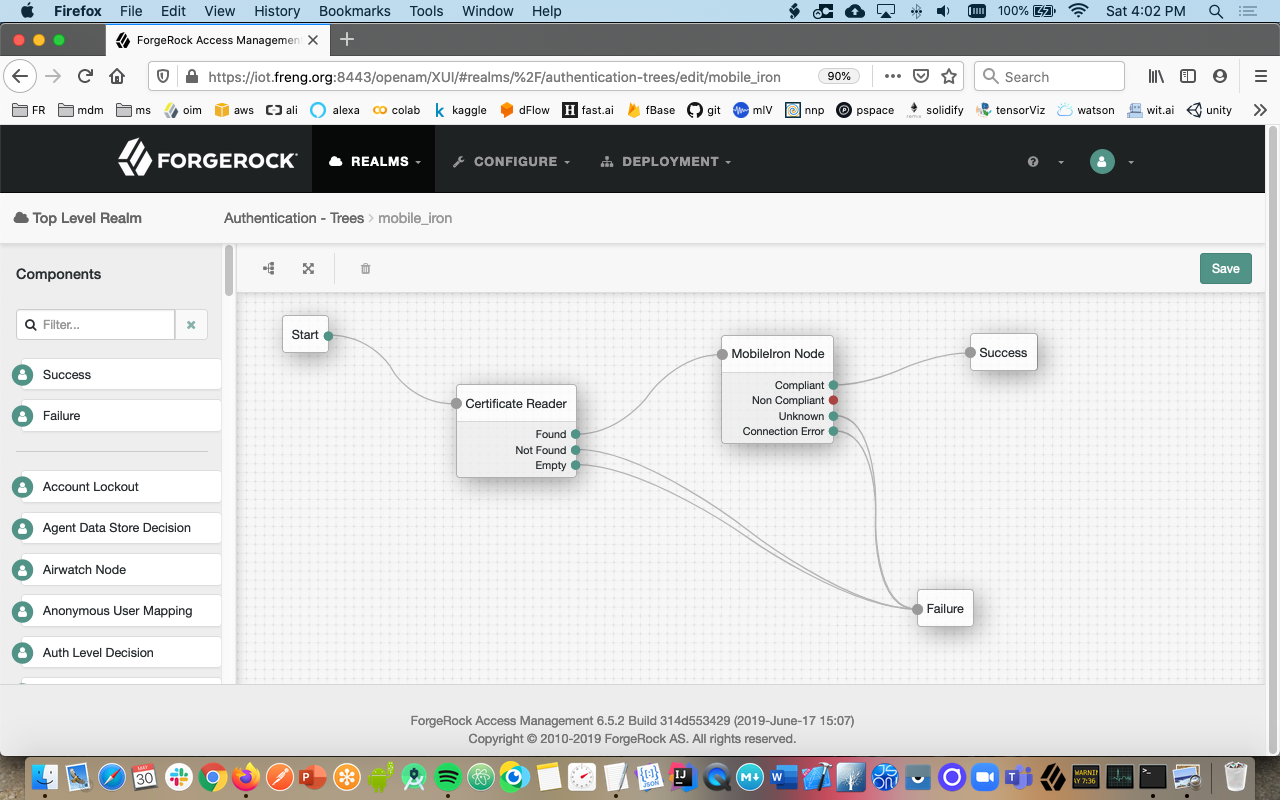 Firefox File Edit View History Bookmarks Tools Window Help 100% Sat 4:02 PM
ForgeRock Access Management
https://iot.freng.org:8443/openam/XUI/#realms/%2F/authentication-trees/edit/mobile_iron 90% Search
FR mdm ms oim aws ali alexa colab kaggle dFlow fast.ai fBase git mlV nnp pspace solidify tensorViz watson wit.ai unity
FORGEROCK REALMS CONFIGURE DEPLOYMENT
Top Level Realm Authentication - Trees mobile_iron
Components
Save
Filter...
Success
Failure
Account Lockout
Agent Data Store Decision
Airwatch Node
Anonymous User Mapping
Auth Level Decision
Start
Certificate Reader
Found
Not Found
Empty
MobileIron Node
Compliant
Non Compliant
Unknown
Connection Error
Success
Failure
ForgeRock Access Management 6.5.2 Build 314d553429 (2019-June-17 15:07)
Copyright © 2010-2019 ForgeRock AS. All rights reserved.
MAY
30